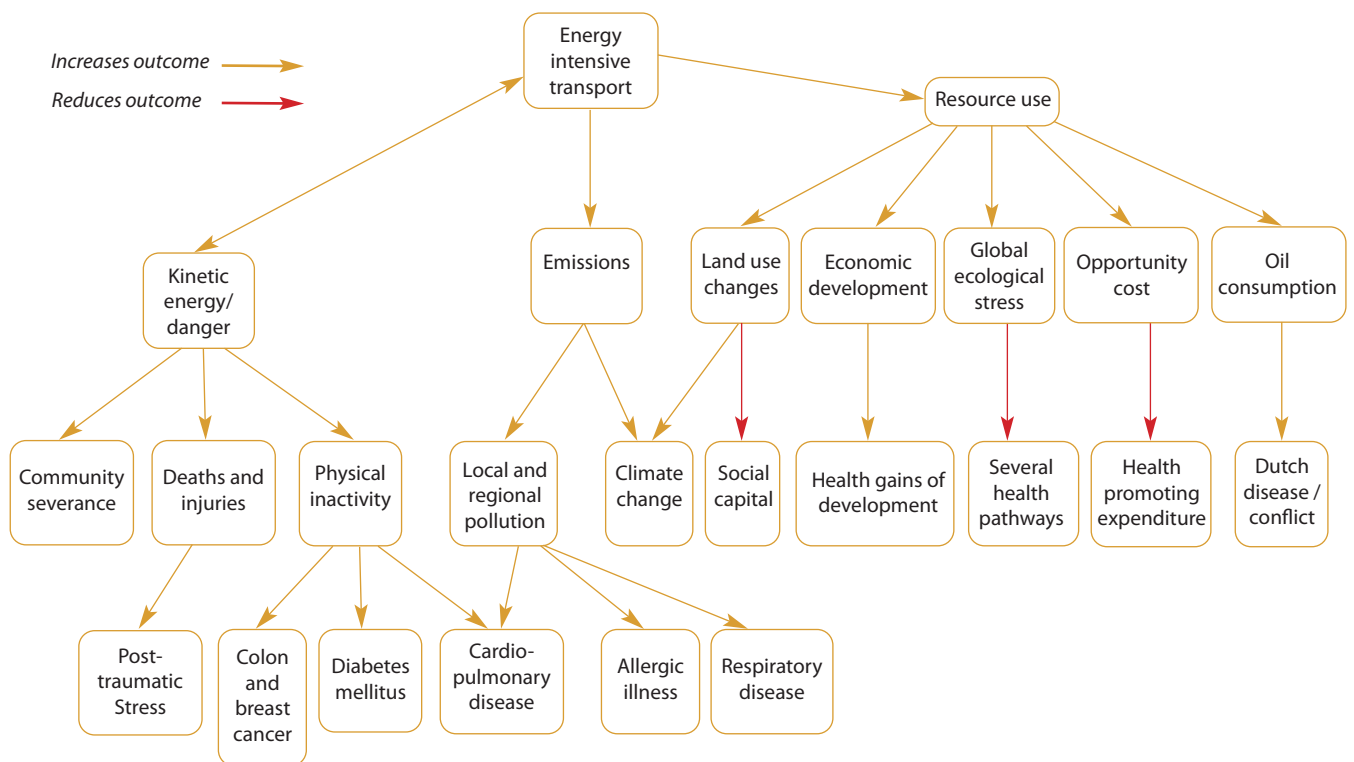 Increases outcome
Reduces outcome
Energy
intensive
transport
Resource use
Kinetic
energy/
danger
Emissions
Land use
changes
Economic
development
Global
ecological
stress
Opportunity
cost
Oil
consumption
Community
severance
Deaths and
injuries
Physical
inactivity
Local and
regional
pollution
Climate
change
Social
capital
Health gains of
development
Several
health
pathways
Health
promoting
expenditure
Dutch
disease /
conflict
Post-
traumatic
Stress
Colon
and
breast
cancer
Diabetes
mellitus
Cardio-
pulmonary
disease
Allergic
illness
Respiratory
disease